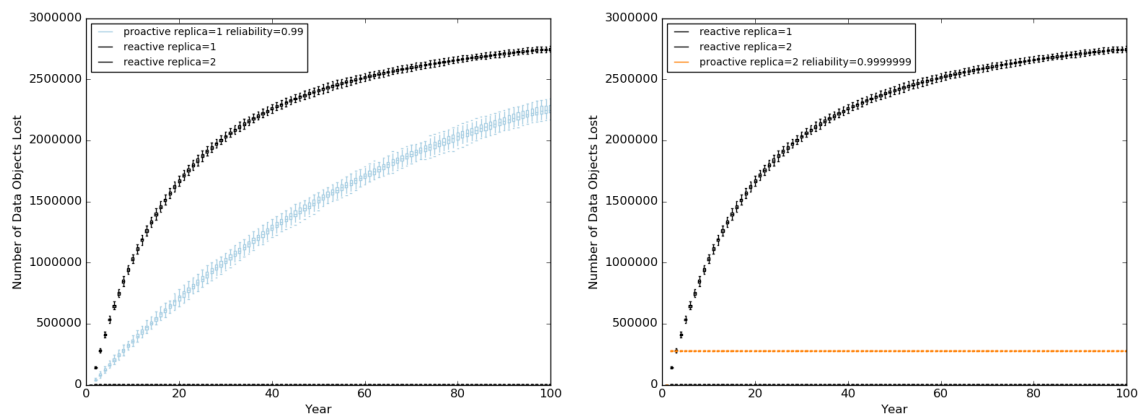 3000000
2500000
2000000
1500000
1000000
500000
0
Number of Data Objects Lost
proactive replica=1 reliability=0.99
reactive replica=1
reactive replica=2
0 20 40 60 80 100
Year
3000000
2500000
2000000
1500000
1000000
500000
0
Number of Data Objects Lost
reactive replica=1
reactive replica=2
proactive replica=2 reliability=0.9999999
0 20 40 60 80 100
Year